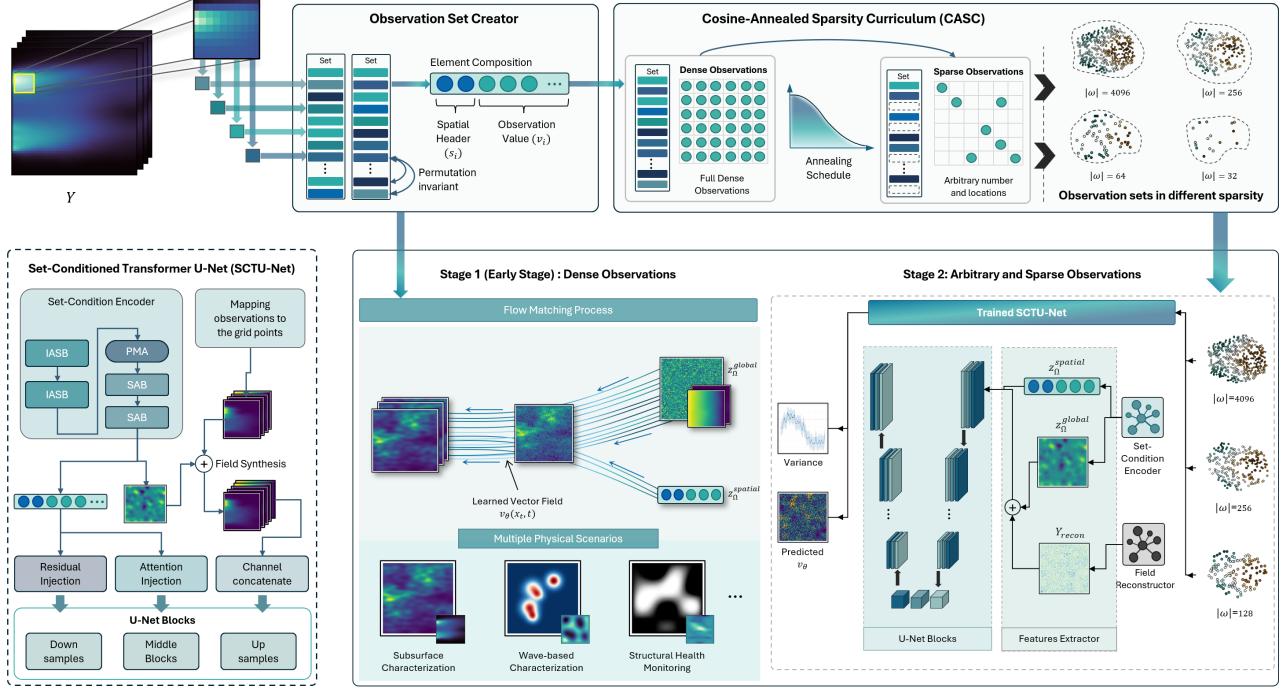 Y
Observation Set Creator
Set
Set
Element Composition
Spatial
Header
(s_i)
Observation
Value (v_i)
Permutation
invariant
Cosine-Annealed Sparsity Curriculum (CASC)
Set
Dense Observations
Full Dense
Observations
Annealing
Schedule
Set
Sparse Observations
Arbitrary number
and locations
|ω| = 4096
|ω| = 256
|ω| = 64
|ω| = 32
Observation sets in different sparsity
Set-Conditioned Transformer U-Net (SCTU-Net)
Set-Condition Encoder
IASB
IASB
PMA
SAB
SAB
Mapping
observations to
the grid points
Field Synthesis
Residual
Injection
Attention
Injection
Channel
concatenate
U-Net Blocks
Down
samples
Middle
Blocks
Up
samples
Stage 1 (Early Stage) : Dense Observations
Flow Matching Process
z_Ω^global
z_Ω^spatial
Learned Vector Field
v_θ(x_t, t)
Multiple Physical Scenarios
...
Subsurface
Characterization
Wave-based
Characterization
Structural Health
Monitoring
Stage 2: Arbitrary and Sparse Observations
Trained SCTU-Net
Variance
Predicted
v_θ
U-Net Blocks
z_Ω^spatial
z_Ω^global
Y_recon
Features Extractor
Set-
Condition
Encoder
Field
Reconstructor
|ω|=4096
|ω|=256
|ω|=128